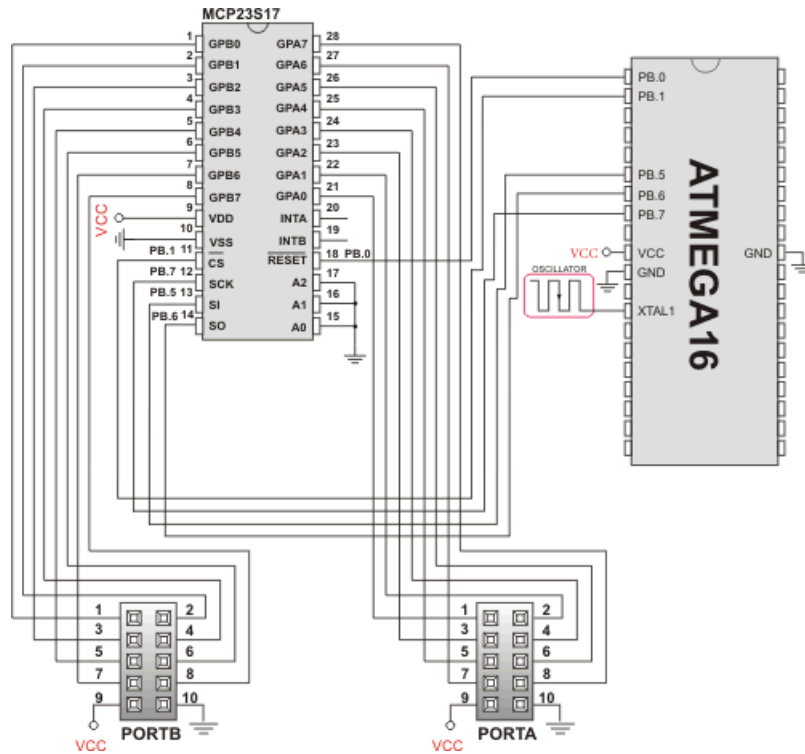 MCP23S17
1 GPB0 GPA7 28
2 GPB1 GPA6 27
3 GPB2 GPA5 26
4 GPB3 GPA4 25
5 GPB4 GPA3 24
6 GPB5 GPA2 23
7 GPB6 GPA1 22
8 GPB7 GPA0 21
VCC 9 VDD INTA 20
10 VSS INTB 19
PB.1 11 CS RESET 18 PB.0
PB.7 12 SCK A2 17
PB.5 13 SI A1 16
PB.6 14 SO A0 15
PB.0
PB.1
PB.5
PB.6
PB.7
VCC VCC GND
GND
OSCILLATOR
XTAL1
ATMEGA16
1 2
3 4
5 6
7 8
9 10
VCC
PORTB
1 2
3 4
5 6
7 8
9 10
VCC
PORTA